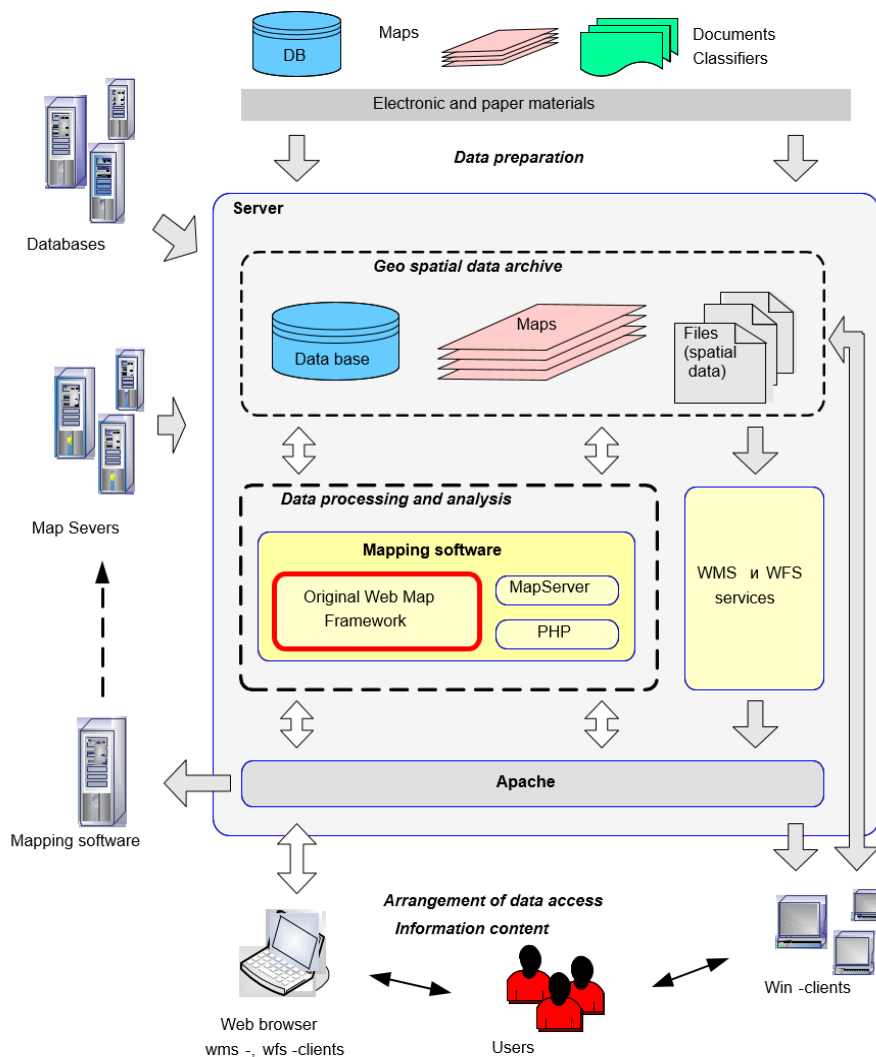 DB
Maps
Documents
Classifiers
Electronic and paper materials
Data preparation
Databases
Server
Geo spatial data archive
Data base
Maps
Files
(spatial
data)
Map Severs
Data processing and analysis
Mapping software
Original Web Map
Framework
MapServer
PHP
WMS и WFS
services
Apache
Mapping software
Arrangement of data access
Information content
Web browser
wms -, wfs -clients
Users
Win -clients